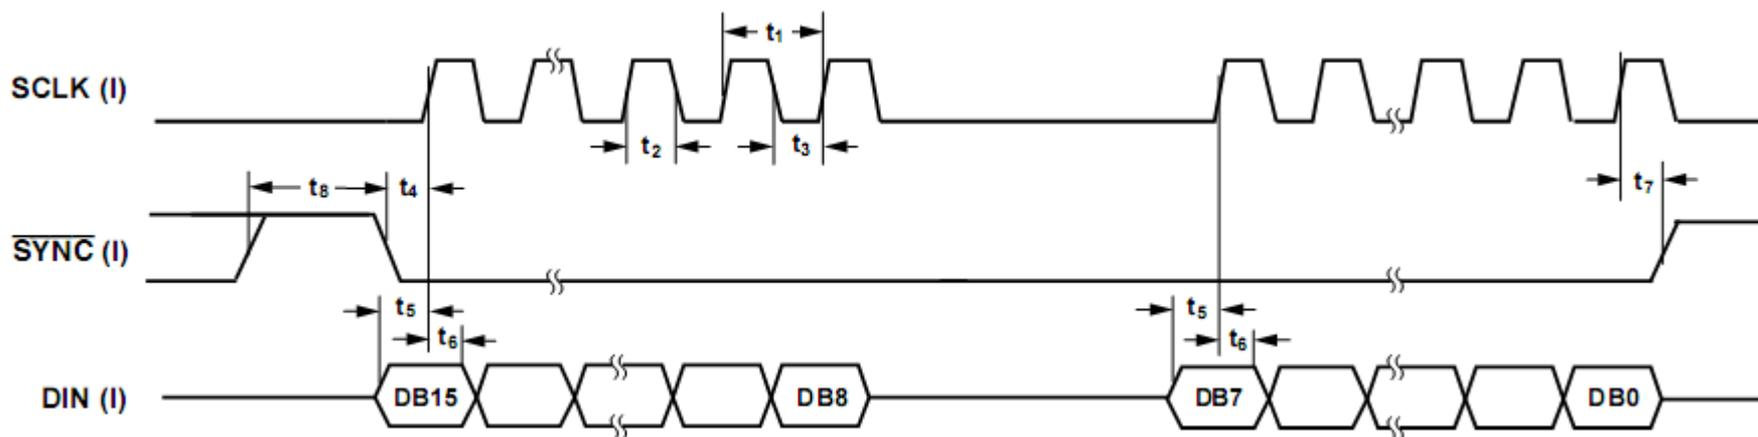 t₁
SCLK (I)
t₂
t₃
t₈
t₄
t₇
SYNC (I)
t₅
t₅
t₆
t₆
DIN (I)
DB15
DB8
DB7
DB0